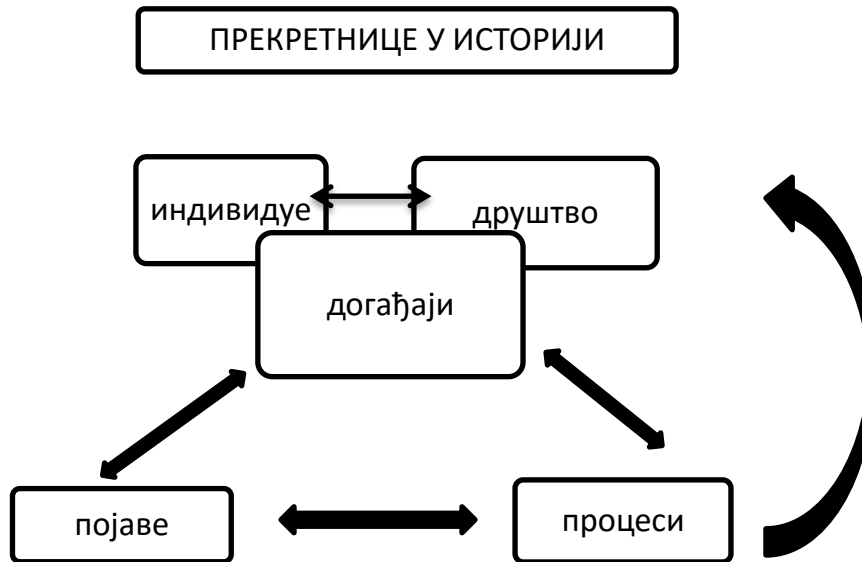 ПРЕКРЕТНИЦЕ У ИСТОРИЈИ
индивидуе
друштво
догађаји
појаве
процеси